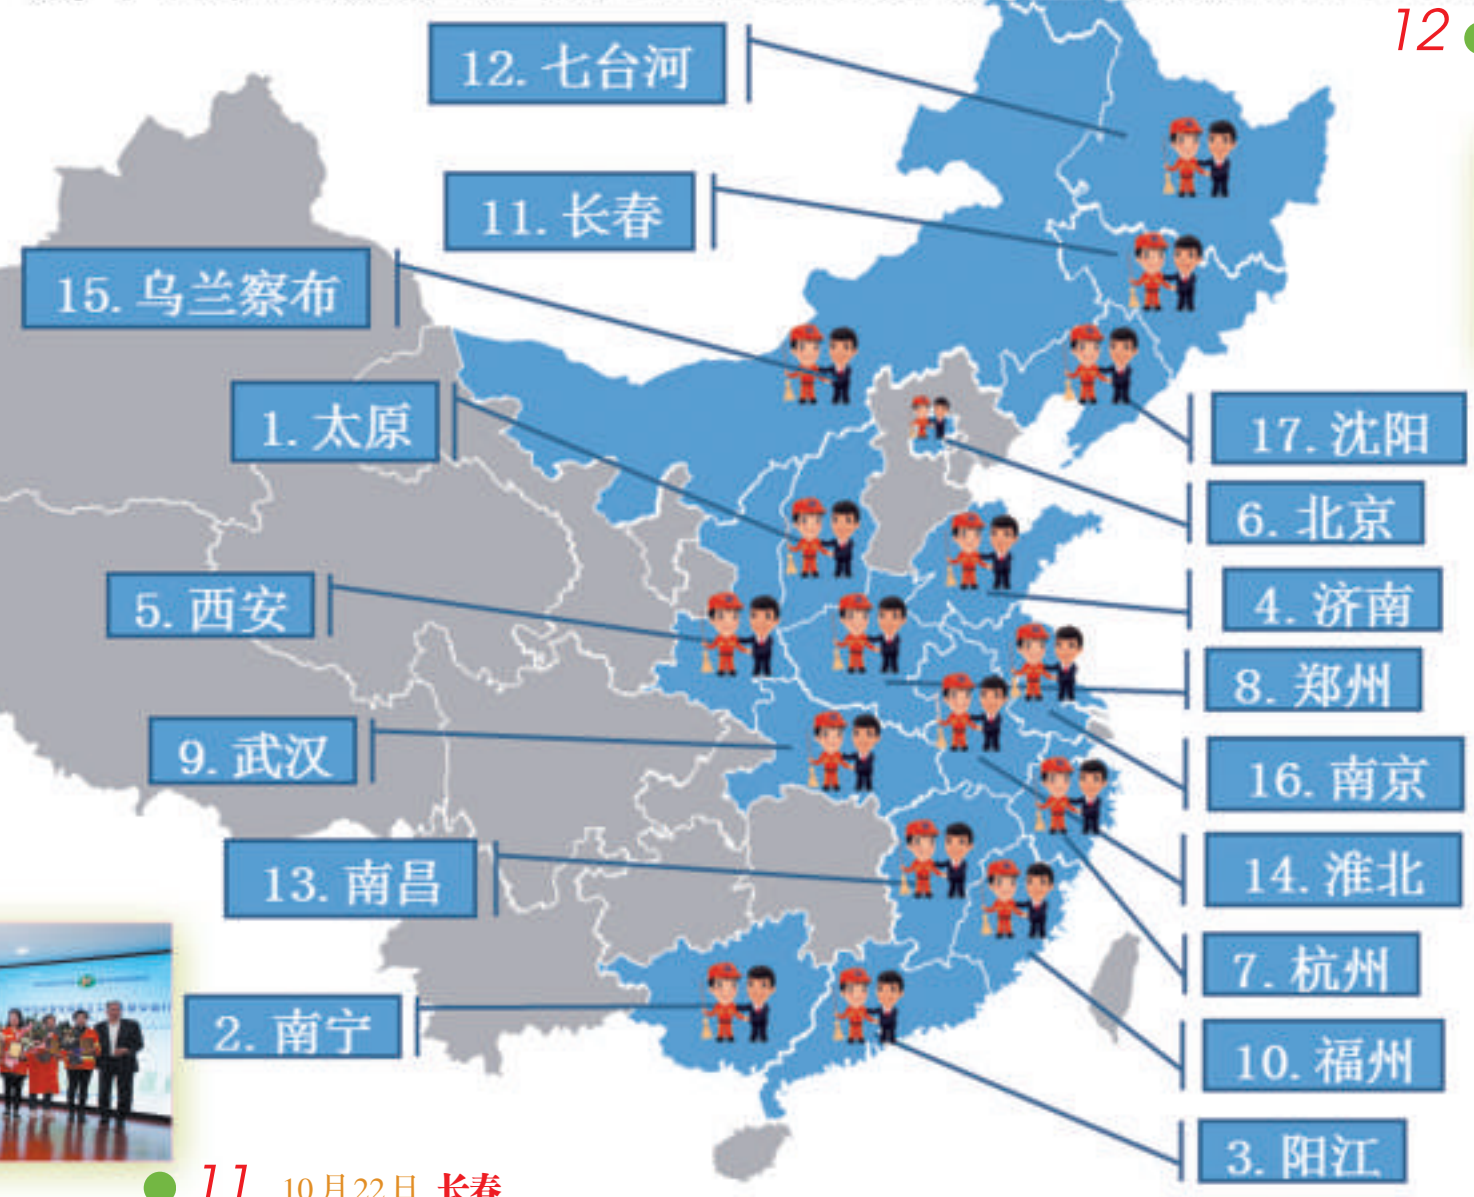 12
12. 七台河
11. 长春
15. 乌兰察布
1. 太原
17. 沈阳
6. 北京
5. 西安
4. 济南
8. 郑州
9. 武汉
16. 南京
13. 南昌
14. 淮北
7. 杭州
2. 南宁
10. 福州
3. 阳江
11 10月22日 长春